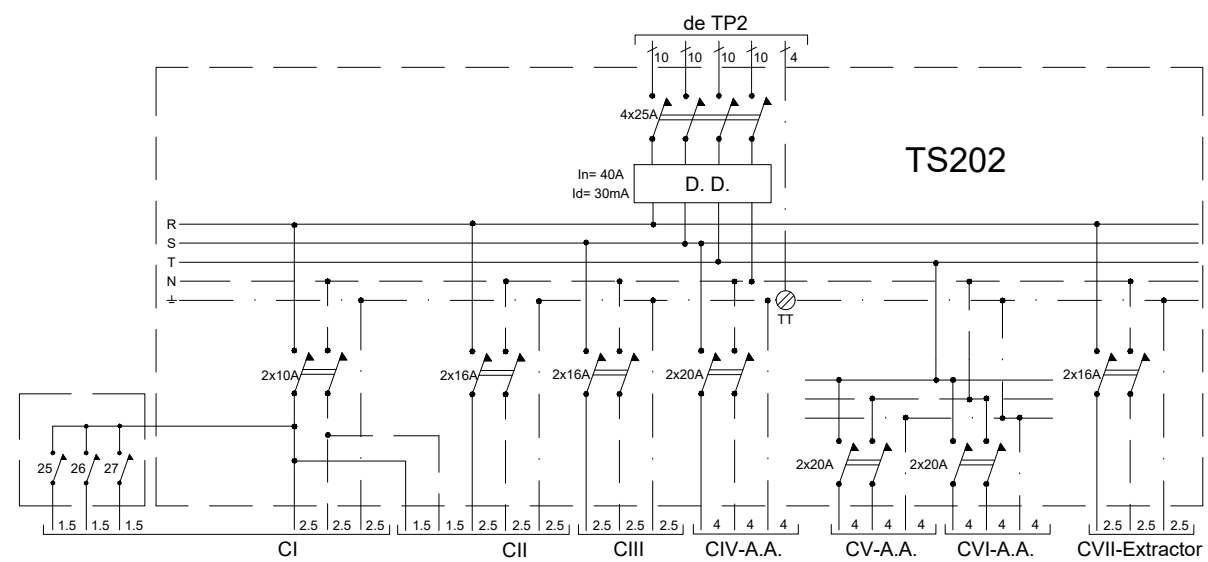 de TP2
10 10 10 10 4
4x25A
TS202
In= 40A
Id= 30mA
D. D.
R
S
T
N
TT
2x10A 2x16A 2x16A 2x20A 2x16A
25 26 27
2x20A 2x20A
1.5 1.5 1.5 2.5 2.5 2.5 1.5 1.5 2.5 2.5 2.5 2.5 2.5 2.5 4 4 4 4 4 4 4 4 4 2.5 2.5 2.5
CI CII CIII CIV-A.A. CV-A.A. CVI-A.A. CVII-Extractor